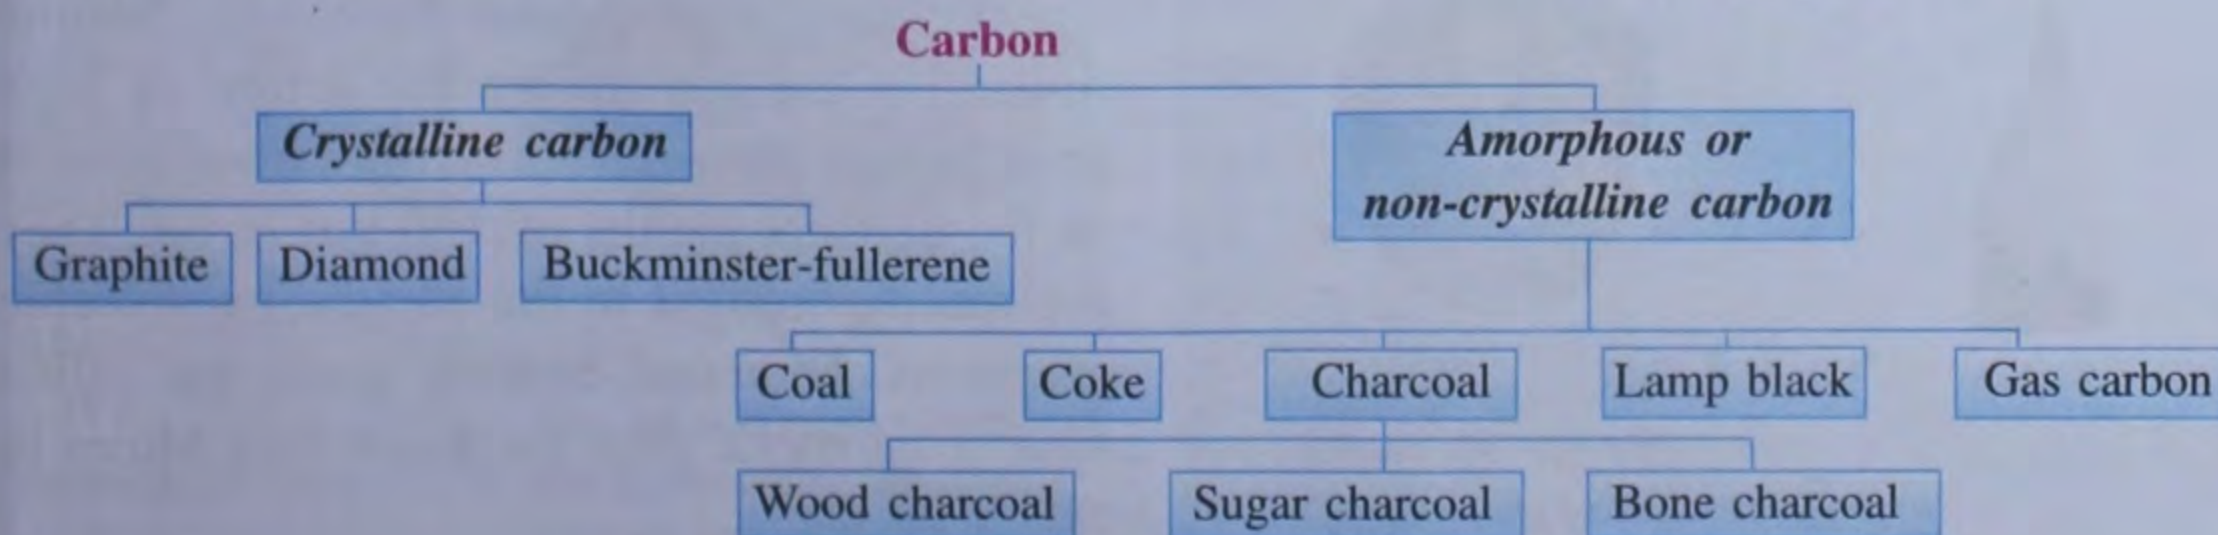 Carbon
Crystalline carbon
Amorphous or
non-crystalline carbon
Graphite
Diamond
Buckminster-fullerene
Coal
Coke
Charcoal
Lamp black
Gas carbon
Wood charcoal
Sugar charcoal
Bone charcoal